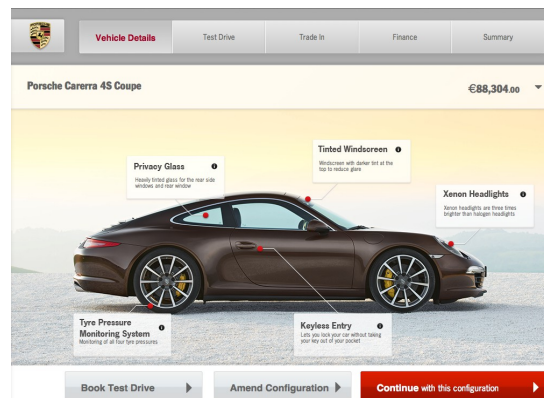 Vehicle Details
Test Drive
Trade In
Finance
Summary
Porsche Carerra 4S Coupe
€88,304.00
Tinted Windscreen
Windscreen with darker tint at the
top to reduce glare
Privacy Glass
Heavily tinted glass for the rear side
windows and rear window
Xenon Headlights
Xenon headlights are three times
brighter than halogen headlights
Tyre Pressure
Monitoring System
Monitoring of all four tyre pressures
Keyless Entry
Lets you lock your car without taking
your key out of your pocket
Book Test Drive
Amend Configuration
Continue with this configuration